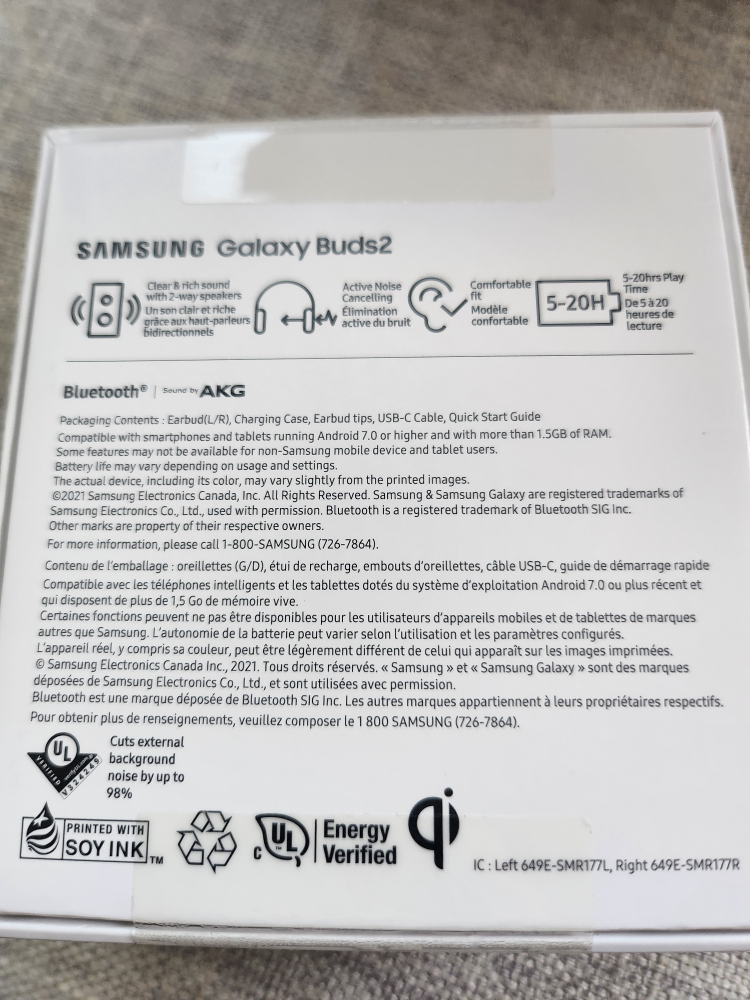 SAMSUNG Galaxy Buds2
Clear & rich sound
with 2-way speakers
Un son clair et riche
grâce aux haut-parleurs
bidirectionnels
Active Noise
Cancelling
Élimination
active du bruit
Comfortable
fit
Modèle
confortable
5-20H
5-20hrs Play
Time
De 5 à 20
heures de
lecture
Bluetooth® | Sound by AKG
Packaging Contents : Earbud(L/R), Charging Case, Earbud tips, USB-C Cable, Quick Start Guide
Compatible with smartphones and tablets running Android 7.0 or higher and with more than 1.5GB of RAM.
Some features may not be available for non-Samsung mobile device and tablet users.
Battery life may vary depending on usage and settings.
The actual device, including its color, may vary slightly from the printed images.
©2021 Samsung Electronics Canada, Inc. All Rights Reserved. Samsung & Samsung Galaxy are registered trademarks of
Samsung Electronics Co., Ltd., used with permission. Bluetooth is a registered trademark of Bluetooth SIG Inc.
Other marks are property of their respective owners.
For more information, please call 1-800-SAMSUNG (726-7864).
Contenu de l'emballage : oreillettes (G/D), étui de recharge, embouts d'oreillettes, câble USB-C, guide de démarrage rapide
Compatible avec les téléphones intelligents et les tablettes dotés du système d'exploitation Android 7.0 ou plus récent et
qui disposent de plus de 1,5 Go de mémoire vive.
Certaines fonctions peuvent ne pas être disponibles pour les utilisateurs d'appareils mobiles et de tablettes de marques
autres que Samsung. L'autonomie de la batterie peut varier selon l'utilisation et les paramètres configurés.
L'appareil réel, y compris sa couleur, peut être légèrement différent de celui qui apparaît sur les images imprimées.
© Samsung Electronics Canada Inc., 2021. Tous droits réservés. « Samsung » et « Samsung Galaxy » sont des marques
déposées de Samsung Electronics Co., Ltd., et sont utilisées avec permission.
Bluetooth est une marque déposée de Bluetooth SIG Inc. Les autres marques appartiennent à leurs propriétaires respectifs.
Pour obtenir plus de renseignements, veuillez composer le 1 800 SAMSUNG (726-7864).
UL
VERIFIED
V324249
Cuts external
background
noise by up to
98%
PRINTED WITH
SOY INK TM
c UL
Energy
Verified
qi
IC : Left 649E-SMR177L, Right 649E-SMR177R